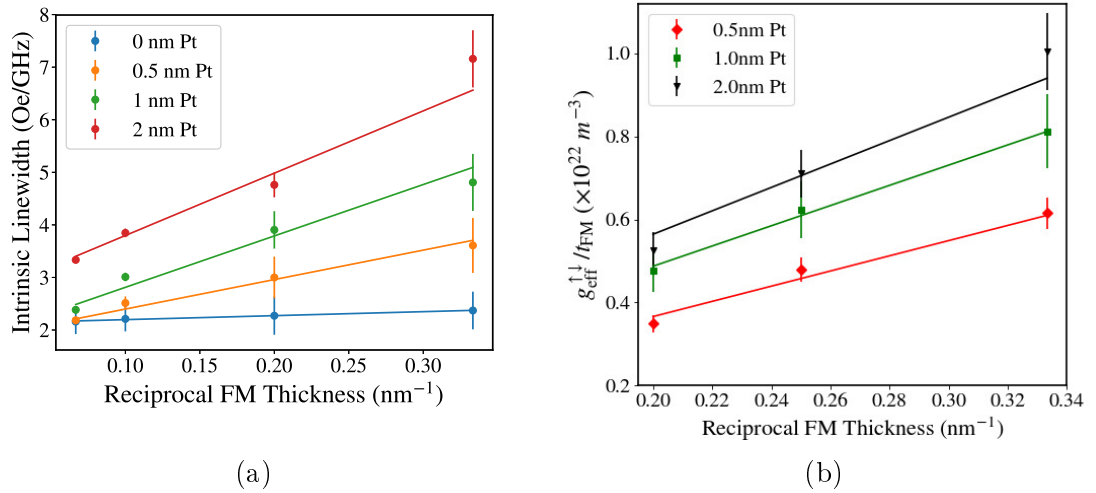 8
7
6
5
4
3
2
Intrinsic Linewidth (Oe/GHz)
0 nm Pt
0.5 nm Pt
1 nm Pt
2 nm Pt
0.10 0.15 0.20 0.25 0.30
Reciprocal FM Thickness (nm⁻¹)
(a)
1.0
0.8
0.6
0.4
0.2
g↑↓eff/tFM (×10²² m⁻³)
0.5nm Pt
1.0nm Pt
2.0nm Pt
0.20 0.22 0.24 0.26 0.28 0.30 0.32 0.34
Reciprocal FM Thickness (nm⁻¹)
(b)